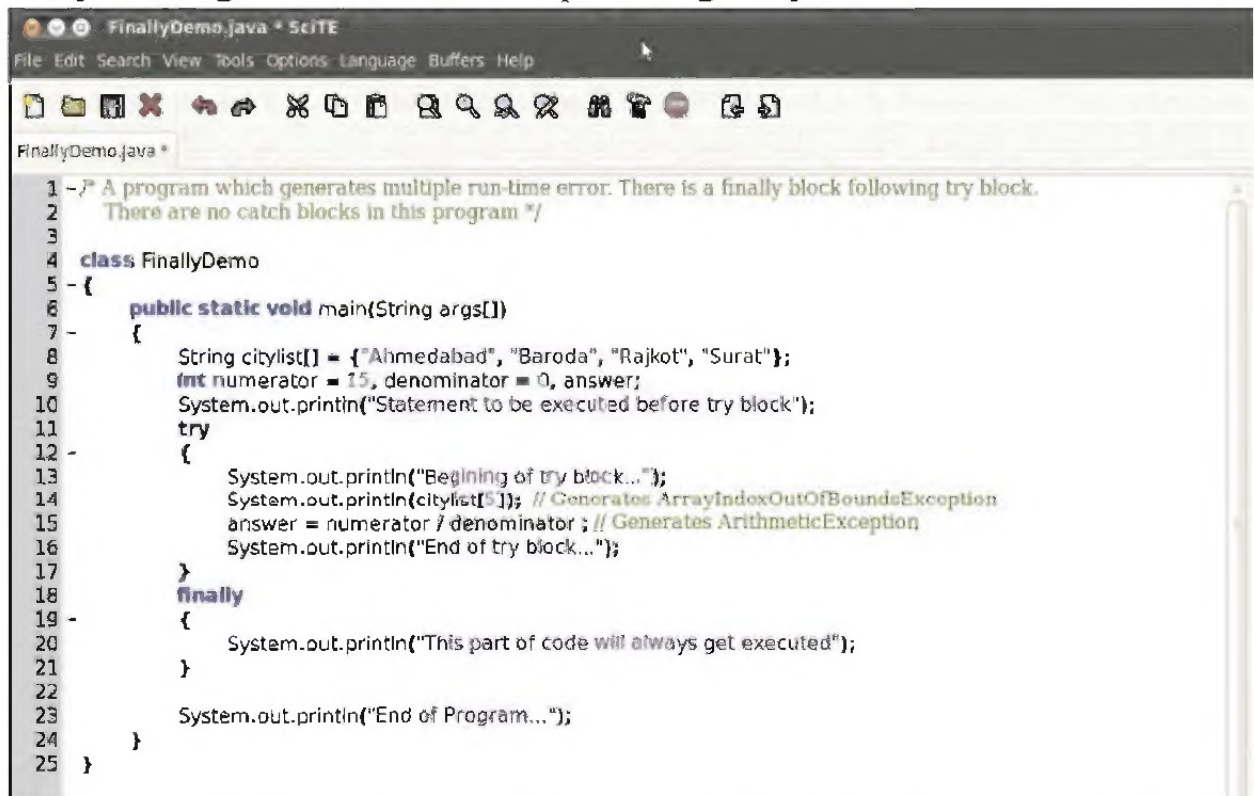 FinallyDemo.java * SciTE
File Edit Search View Tools Options Language Buffers Help
FinallyDemo.java *
1 -/* A program which generates multiple run-time error. There is a finally block following try block.
2 There are no catch blocks in this program */
3
4 class FinallyDemo
5 - {
6 public static void main(String args[])
7 - {
8 String citylist[] = {"Ahmedabad", "Baroda", "Rajkot", "Surat"};
9 int numerator = 15, denominator = 0, answer;
10 System.out.println("Statement to be executed before try block");
11 try
12 - {
13 System.out.println("Begining of try block...");
14 System.out.println(citylist[5]); // Generates ArrayIndexOutOfBoundsException
15 answer = numerator / denominator ; // Generates ArithmeticException
16 System.out.println("End of try block...");
17 }
18 finally
19 - {
20 System.out.println("This part of code will always get executed");
21 }
22
23 System.out.println("End of Program...");
24 }
25 }